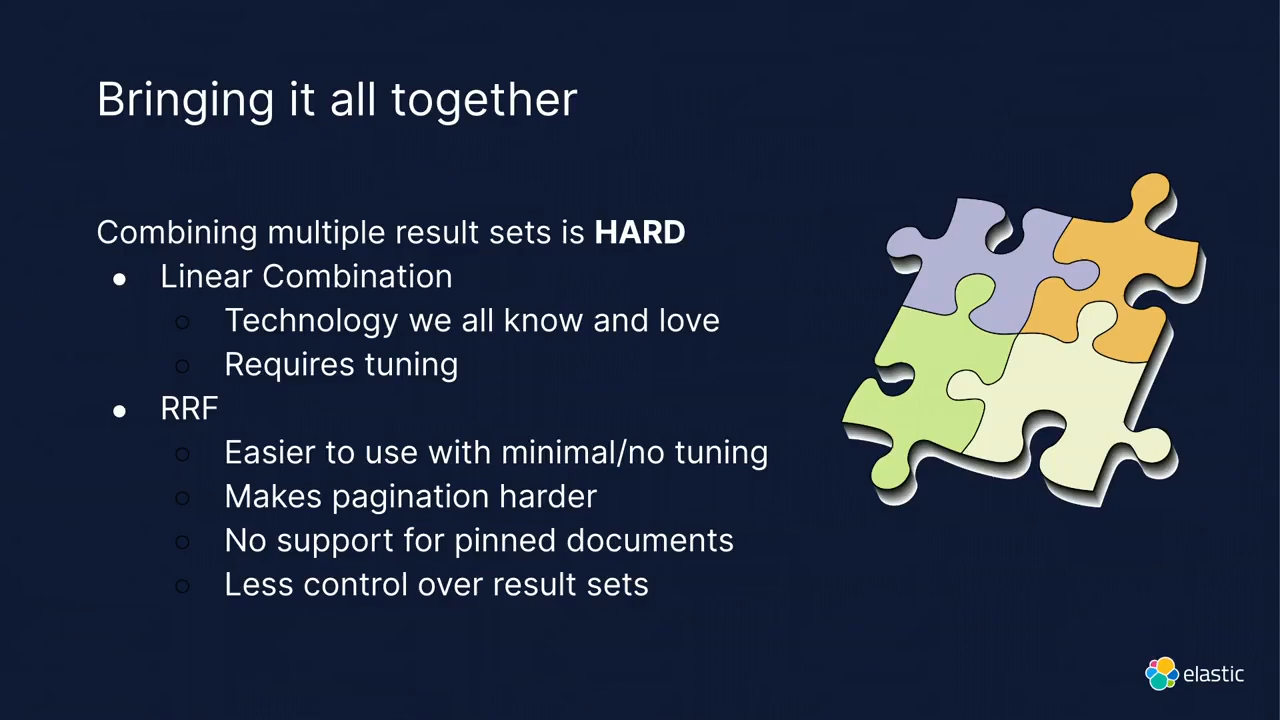 Bringing it all together
Combining multiple result sets is HARD
● Linear Combination
○ Technology we all know and love
○ Requires tuning
● RRF
○ Easier to use with minimal/no tuning
○ Makes pagination harder
○ No support for pinned documents
○ Less control over result sets
elastic